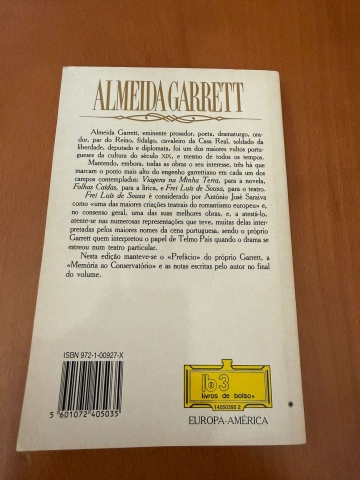 ALMEIDA GARRETT
Almeida Garrett, eminente prosador, poeta, dramaturgo, ora-
dor, par do Reino, fidalgo, cavaleiro da Casa Real, soldado da
liberdade, deputado e diplomata, foi um dos maiores vultos portu-
gueses da cultura do século XIX, e mesmo de todos os tempos.
Mantendo, embora, todas as obras o seu interesse, três há que
marcam o ponto mais alto do engenho garrettiano em cada um dos
campos contemplados: Viagens na Minha Terra, para a novela,
Folhas Caídas, para a lírica, e Frei Luís de Sousa, para o teatro.
Frei Luís de Sousa é considerado por António José Saraiva
como «uma das maiores criações teatrais do romantismo europeu» e,
no consenso geral, uma das suas melhores obras, e, a atestá-lo,
atente-se nas numerosas representações que teve, muitas delas inter-
pretadas pelos maiores nomes da cena portuguesa, sendo o próprio
Garrett quem interpretou o papel de Telmo Pais quando o drama se
estreou num teatro particular.
Nesta edição manteve-se o «Prefácio» do próprio Garrett, a
«Memória ao Conservatório» e as notas escritas pelo autor no final
do volume.
ISBN 972-1-00927-X
5 601072 405035
lb3
livros de bolso
EUROPA-AMÉRICA